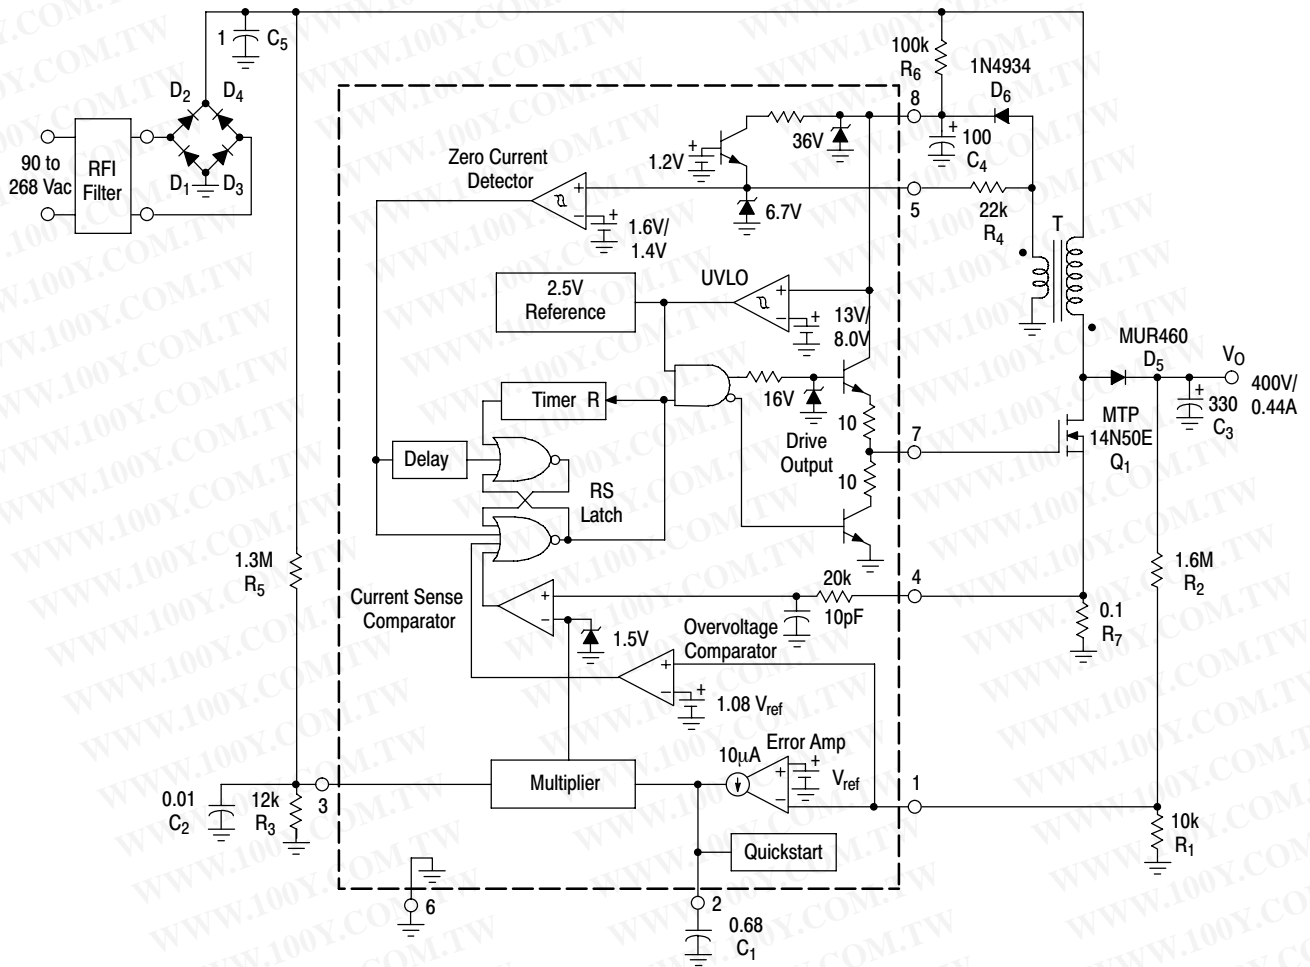 1
C5
D2
D4
D1
D3
90 to
268 Vac
RFI
Filter
100k
R6
1N4934
D6
8
100
C4
36V
1.2V
Zero Current
Detector
6.7V
5
22k
R4
T
1.6V/
1.4V
2.5V
Reference
UVLO
13V/
8.0V
MUR460
D5
VO
400V/
0.44A
330
C3
Timer
R
16V
10
Drive
Output
7
MTP
14N50E
Q1
10
Delay
RS
Latch
1.3M
R5
1.6M
R2
20k
4
10pF
0.1
R7
Current Sense
Comparator
1.5V
Overvoltage
Comparator
1.08 Vref
Error Amp
10μA
Vref
1
Multiplier
0.01
C2
12k
R3
3
10k
R1
Quickstart
6
2
0.68
C1
WWW.100Y.COM.TW